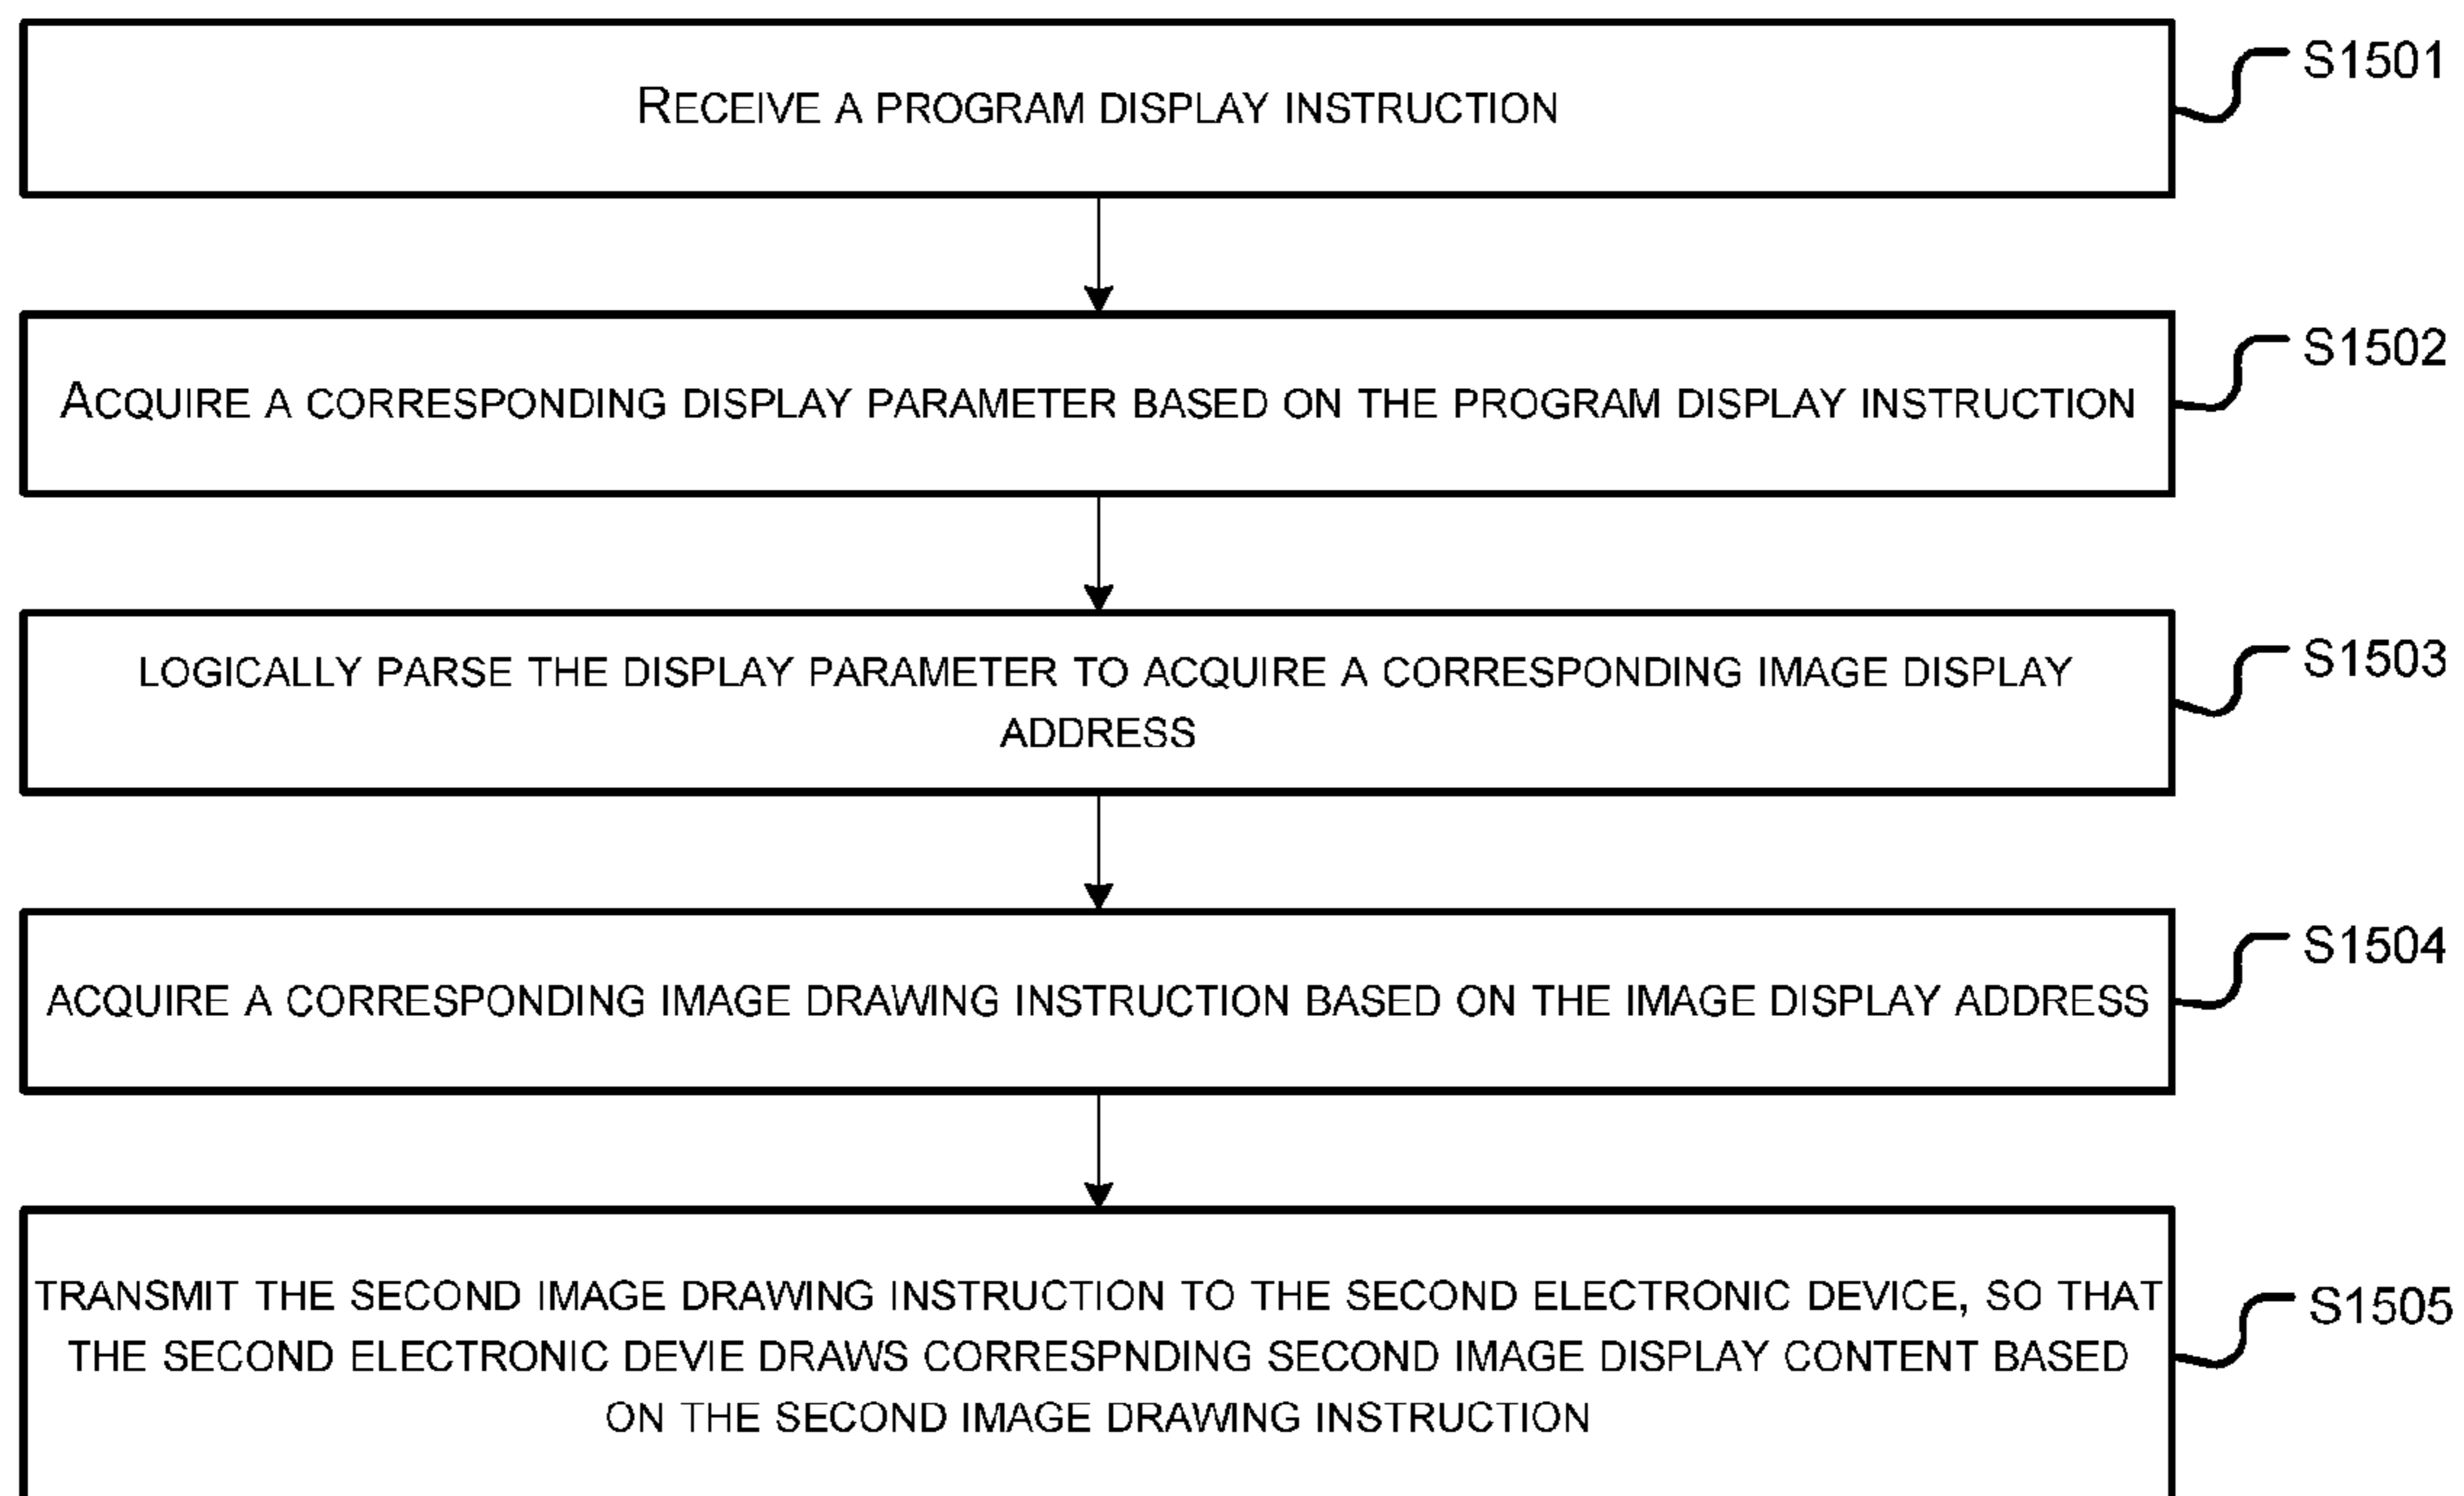 RECEIVE A PROGRAM DISPLAY INSTRUCTION
S1501
ACQUIRE A CORRESPONDING DISPLAY PARAMETER BASED ON THE PROGRAM DISPLAY INSTRUCTION
S1502
LOGICALLY PARSE THE DISPLAY PARAMETER TO ACQUIRE A CORRESPONDING IMAGE DISPLAY
ADDRESS
S1503
ACQUIRE A CORRESPONDING IMAGE DRAWING INSTRUCTION BASED ON THE IMAGE DISPLAY ADDRESS
S1504
TRANSMIT THE SECOND IMAGE DRAWING INSTRUCTION TO THE SECOND ELECTRONIC DEVICE, SO THAT
THE SECOND ELECTRONIC DEVIE DRAWS CORRESPNDING SECOND IMAGE DISPLAY CONTENT BASED
ON THE SECOND IMAGE DRAWING INSTRUCTION
S1505